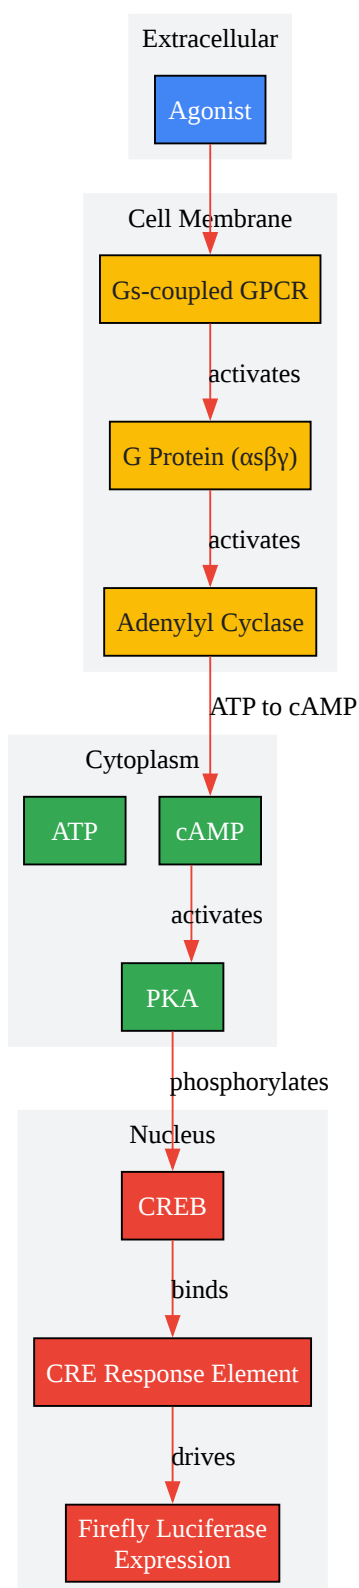 Extracellular
Agonist
Cell Membrane
Gs-coupled GPCR
activates
G Protein (αsβγ)
activates
Adenylyl Cyclase
ATP to cAMP
Cytoplasm
ATP
cAMP
activates
PKA
phosphorylates
Nucleus
CREB
binds
CRE Response Element
drives
Firefly Luciferase
Expression